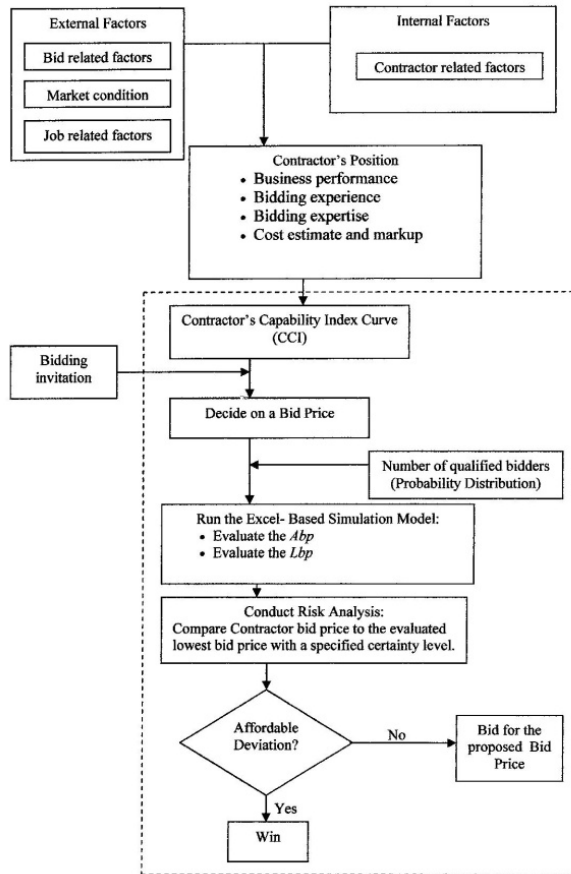 External Factors
Bid related factors
Market condition
Job related factors
Internal Factors
Contractor related factors
Contractor's Position
• Business performance
• Bidding experience
• Bidding expertise
• Cost estimate and markup
Contractor's Capability Index Curve
(CCI)
Bidding
invitation
Decide on a Bid Price
Number of qualified bidders
(Probability Distribution)
Run the Excel- Based Simulation Model:
• Evaluate the Abp
• Evaluate the Lbp
Conduct Risk Analysis:
Compare Contractor bid price to the evaluated
lowest bid price with a specified certainty level.
Affordable
Deviation?
No
Bid for the
proposed Bid
Price
Yes
Win